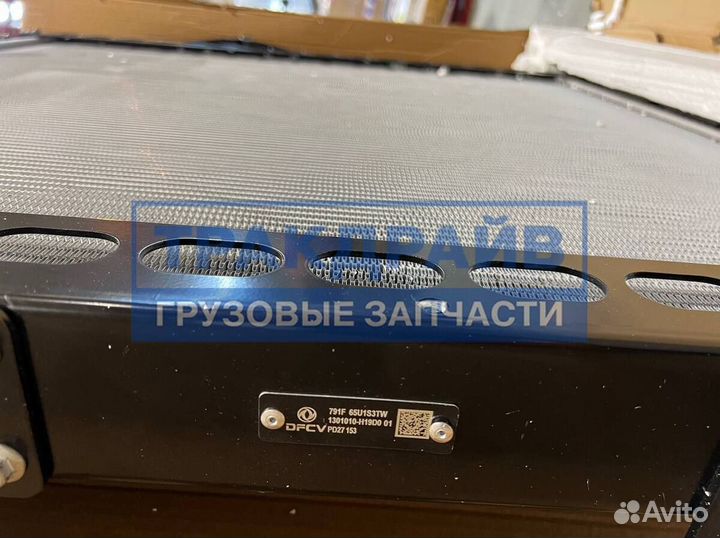 ТРАКДРАЙВ
ГРУЗОВЫЕ ЗАПЧАСТИ
791F 65U1S3TW
1301010-H19D0 01
DFCV PD27153
Avito